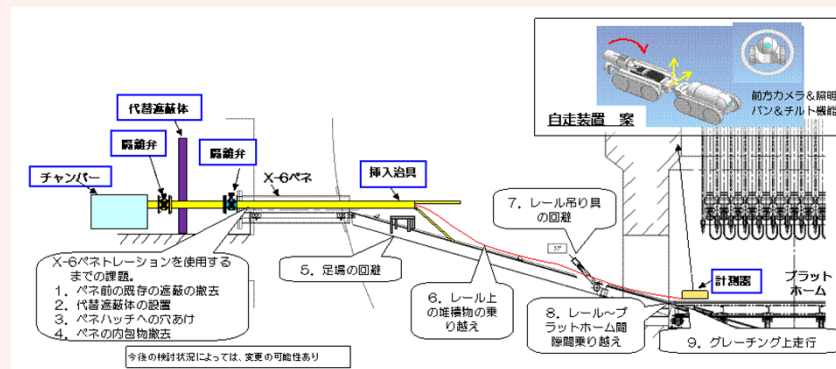 前方カメラ&照明
パン&チルト機能
自走装置 案
代替遮蔽体
隔離弁
隔離弁
X-6ペネ
挿入治具
チャンバー
7. レール吊り具
の回避
37°
5. 足場の回避
計測器
プラット
ホーム
X-6ペネトレーションを使用する
までの課題。
1. ペネ前の既存の遮蔽の撤去
2. 代替遮蔽体の設置
3. ペネハッチへの穴あけ
4. ペネの内包物撤去
6. レール上
の堆積物の乗
り越え
8. レール~プ
ラットホーム間
隙間乗り越え
9. グレーチング上走行
今後の検討状況によっては、変更の可能性あり